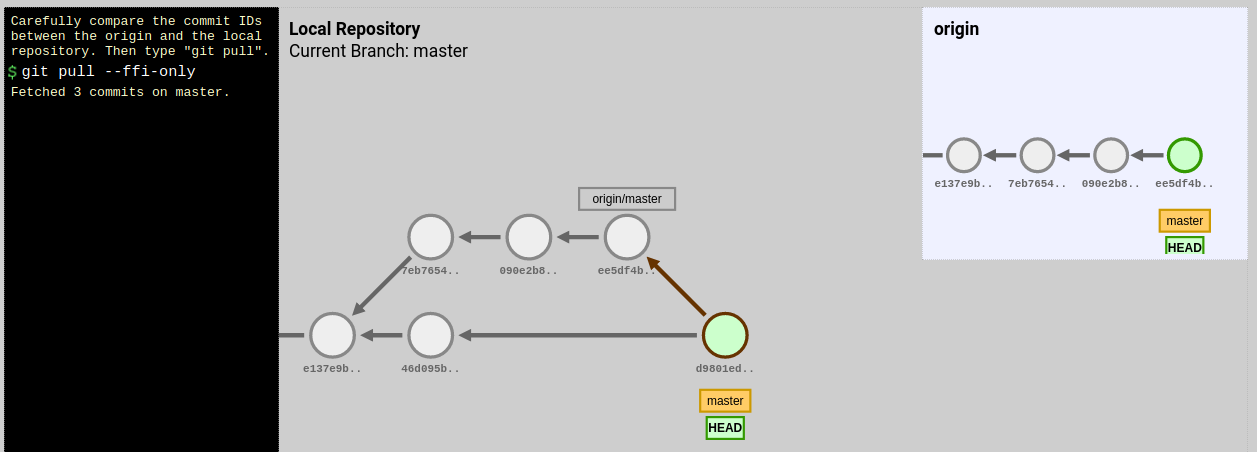 Carefully compare the commit IDs
between the origin and the local
repository. Then type "git pull".
$ git pull --ffi-only
Fetched 3 commits on master.
Local Repository
Current Branch: master
origin/master
7eb7654..
090e2b8..
ee5df4b..
e137e9b..
46d095b..
d9801ed..
master
HEAD
origin
e137e9b..
7eb7654..
090e2b8..
ee5df4b..
master
HEAD